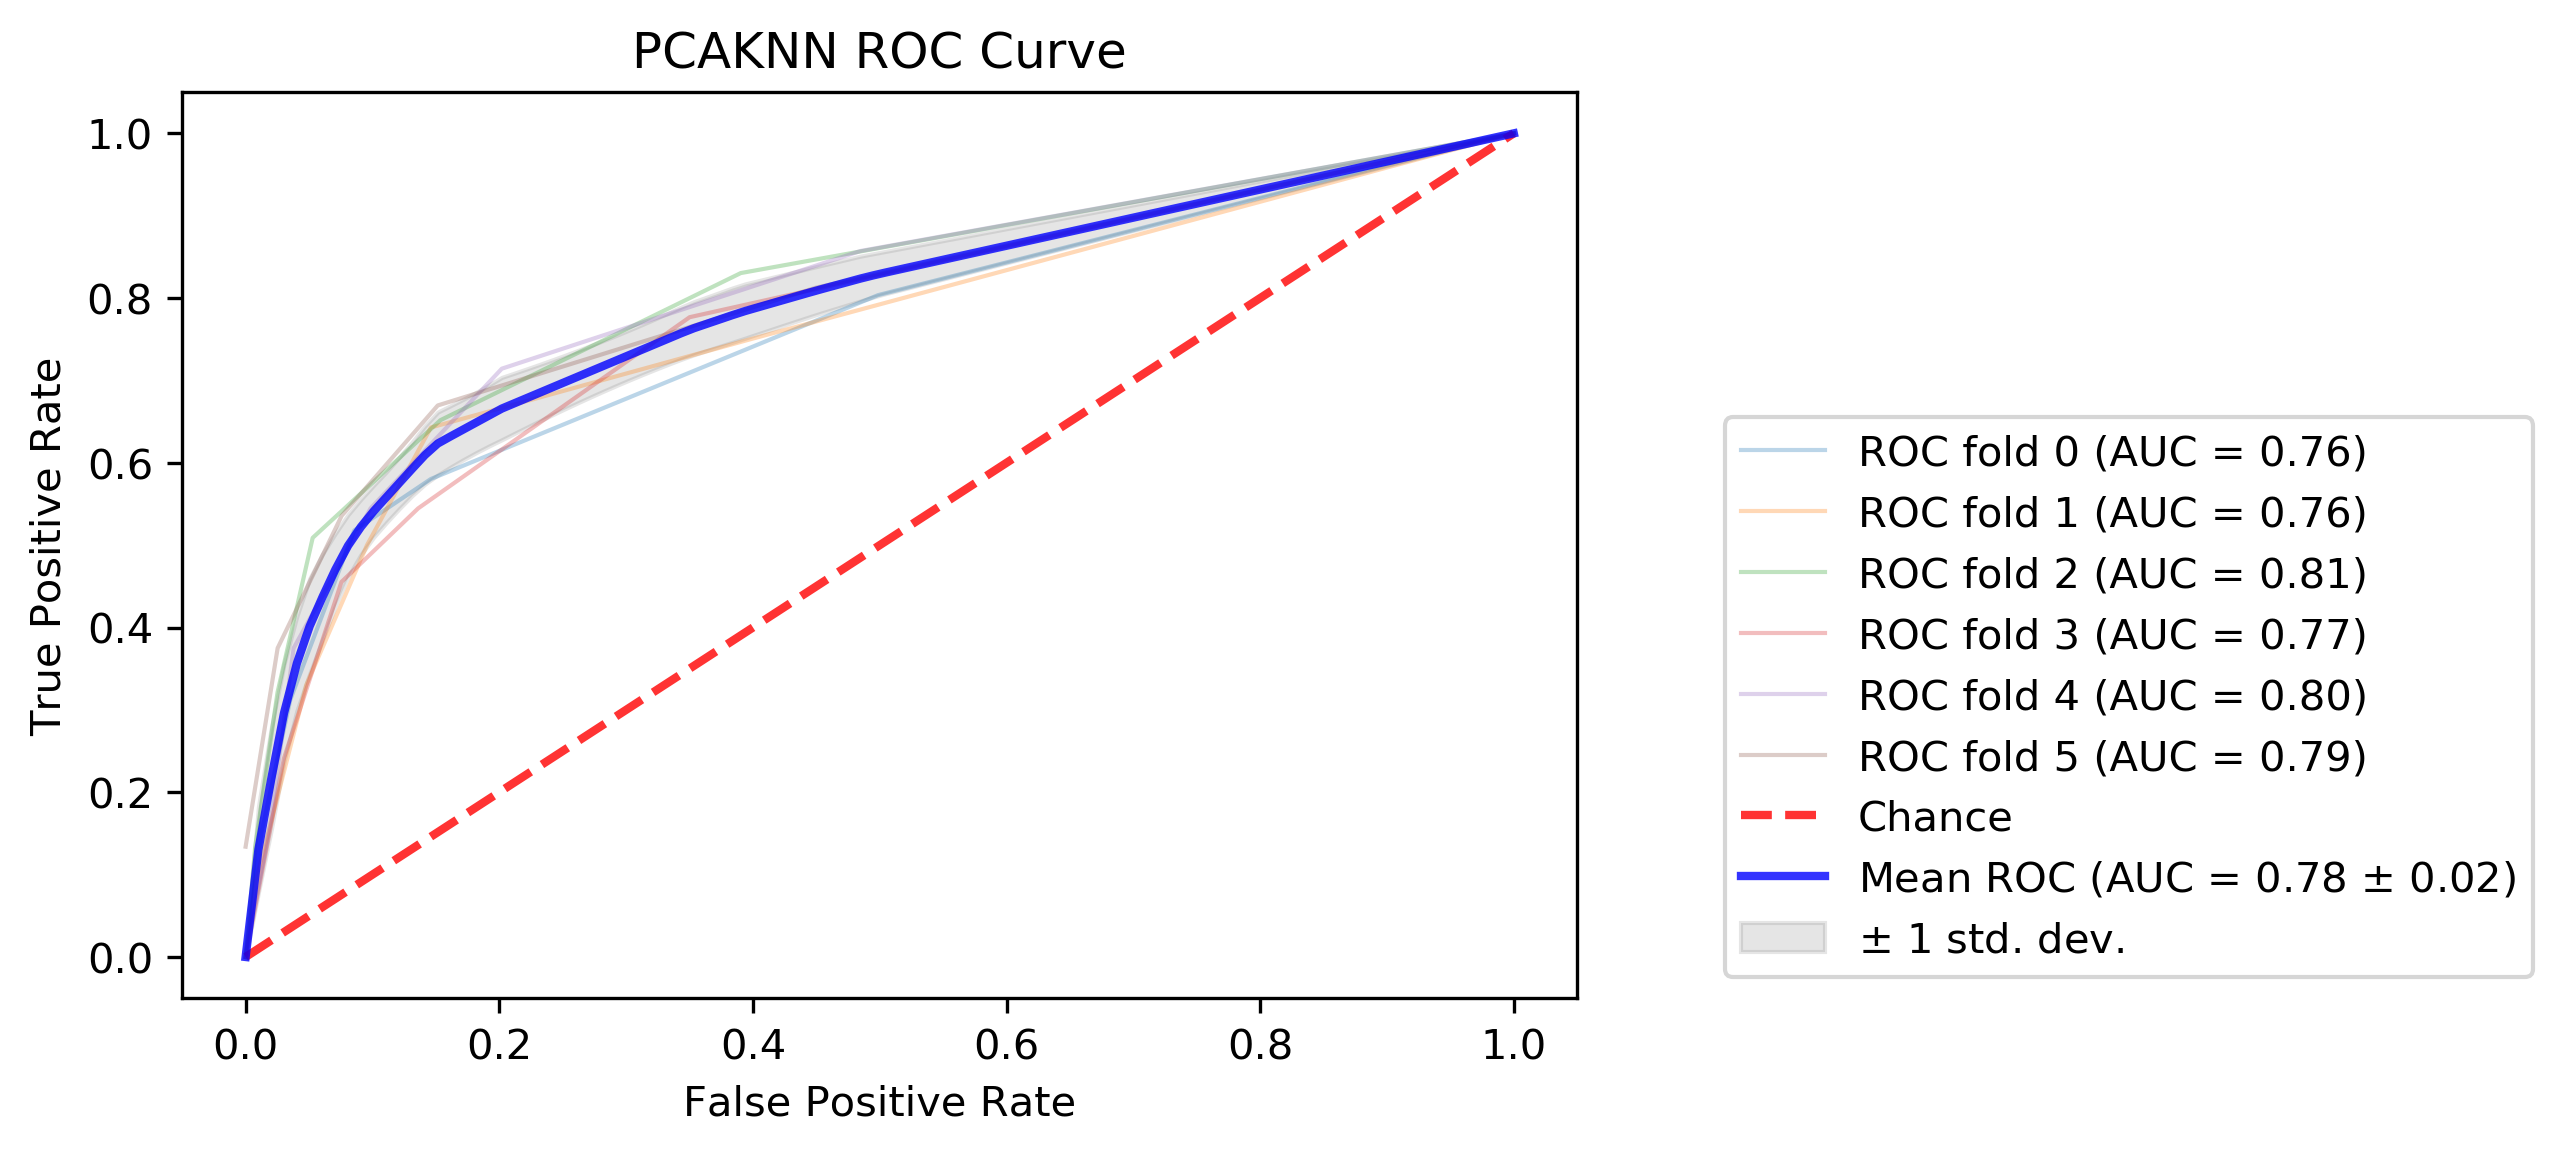 PCAKNN ROC Curve
True Positive Rate
1.0
0.8
0.6
0.4
0.2
0.0
0.0 0.2 0.4 0.6 0.8 1.0
False Positive Rate
ROC fold 0 (AUC = 0.76)
ROC fold 1 (AUC = 0.76)
ROC fold 2 (AUC = 0.81)
ROC fold 3 (AUC = 0.77)
ROC fold 4 (AUC = 0.80)
ROC fold 5 (AUC = 0.79)
Chance
Mean ROC (AUC = 0.78 ± 0.02)
± 1 std. dev.